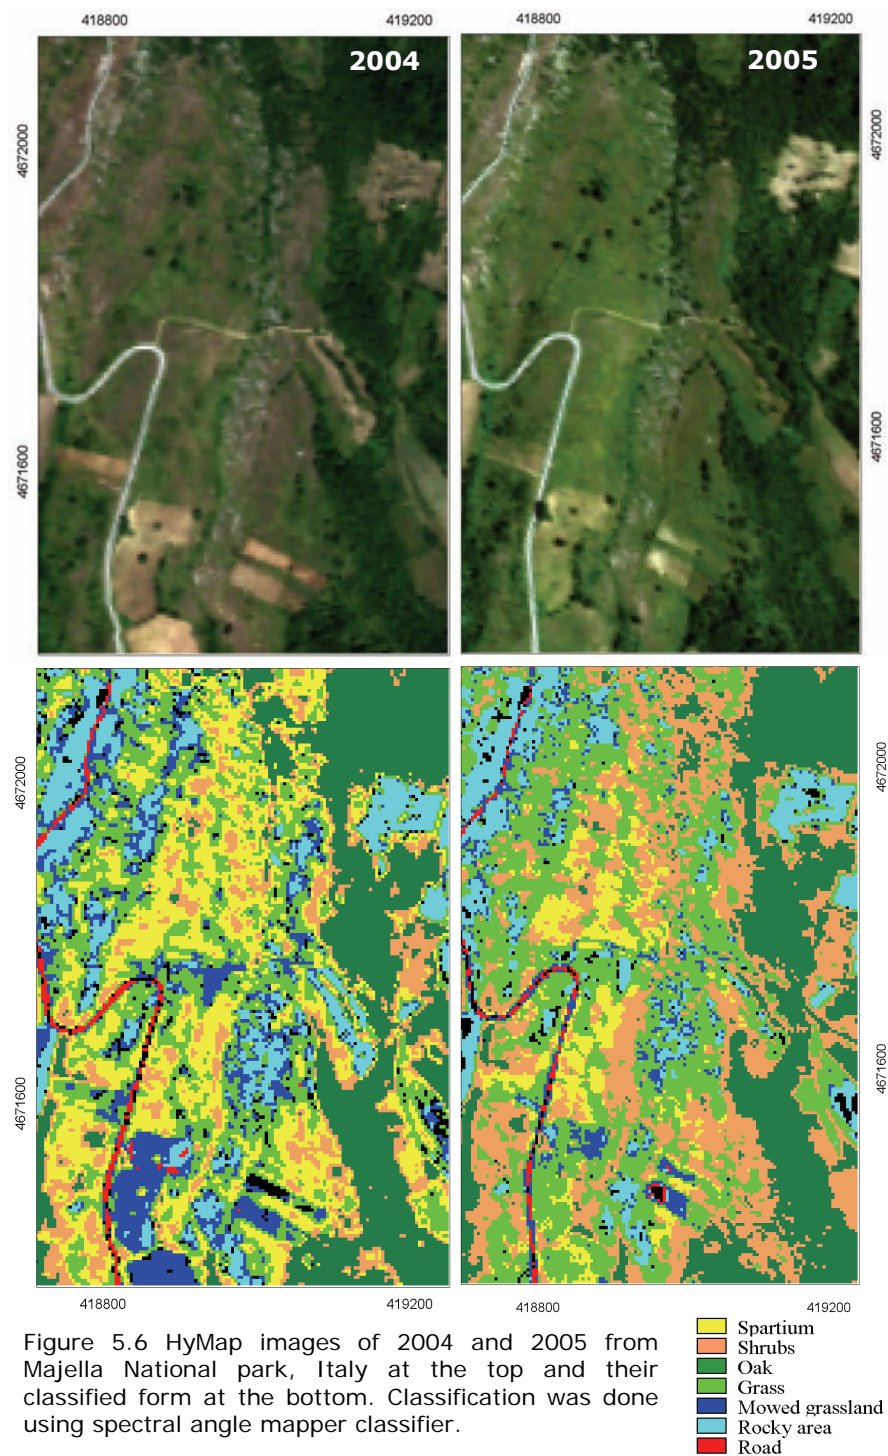 418800 419200 418800 419200
2004 2005
4672000 4672000
4671600 4671600
4672000 4672000
4671600 4671600
418800 419200 418800 419200
Figure 5.6 HyMap images of 2004 and 2005 from
Majella National park, Italy at the top and their
classified form at the bottom. Classification was done
using spectral angle mapper classifier.
Spartium
Shrubs
Oak
Grass
Mowed grassland
Rocky area
Road